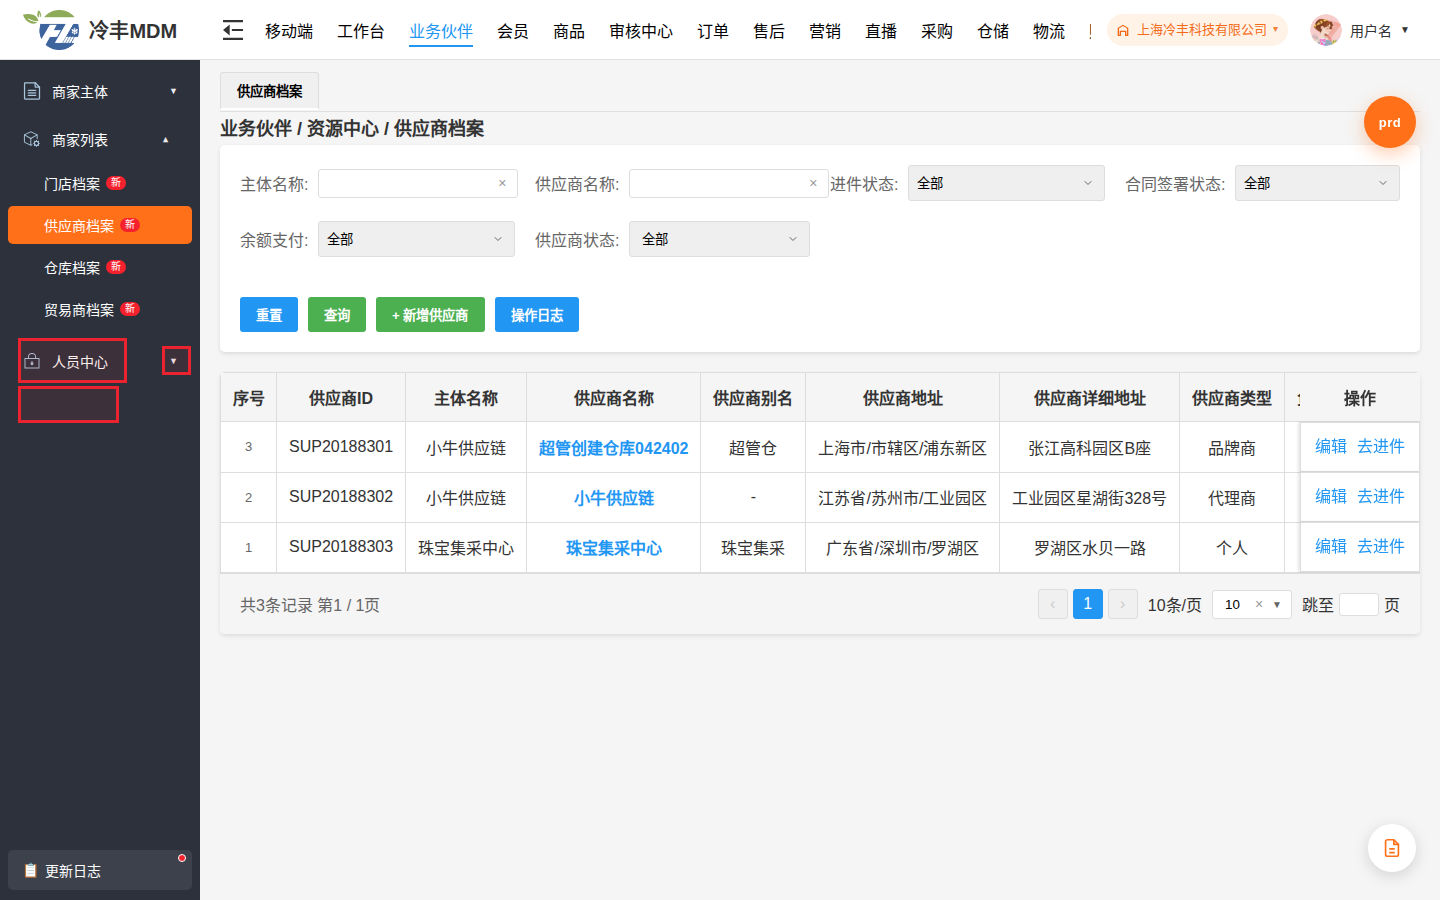 冷丰MDM
移动端 工作台 业务伙伴 会员 商品 审核中心 订单 售后 营销 直播 采购 仓储 物流
上海冷丰科技有限公司 ▾
用户名 ▼
商家主体 ▼
商家列表 ▲
门店档案 新
供应商档案 新
仓库档案 新
贸易商档案 新
人员中心 ▼
更新日志
供应商档案
业务伙伴 / 资源中心 / 供应商档案
prd
主体名称: × 供应商名称: × 进件状态: 全部 合同签署状态: 全部
余额支付: 全部 供应商状态: 全部
重置 查询 + 新增供应商 操作日志
序号 供应商ID 主体名称 供应商名称 供应商别名 供应商地址 供应商详细地址 供应商类型 操作
3 SUP20188301 小牛供应链 超管创建仓库042402 超管仓 上海市/市辖区/浦东新区 张江高科园区B座 品牌商 编辑 去进件
2 SUP20188302 小牛供应链 小牛供应链 - 江苏省/苏州市/工业园区 工业园区星湖街328号 代理商 编辑 去进件
1 SUP20188303 珠宝集采中心 珠宝集采中心 珠宝集采 广东省/深圳市/罗湖区 罗湖区水贝一路 个人 编辑 去进件
共3条记录 第1 / 1页 ‹ 1 › 10条/页 10 × ▼ 跳至 页